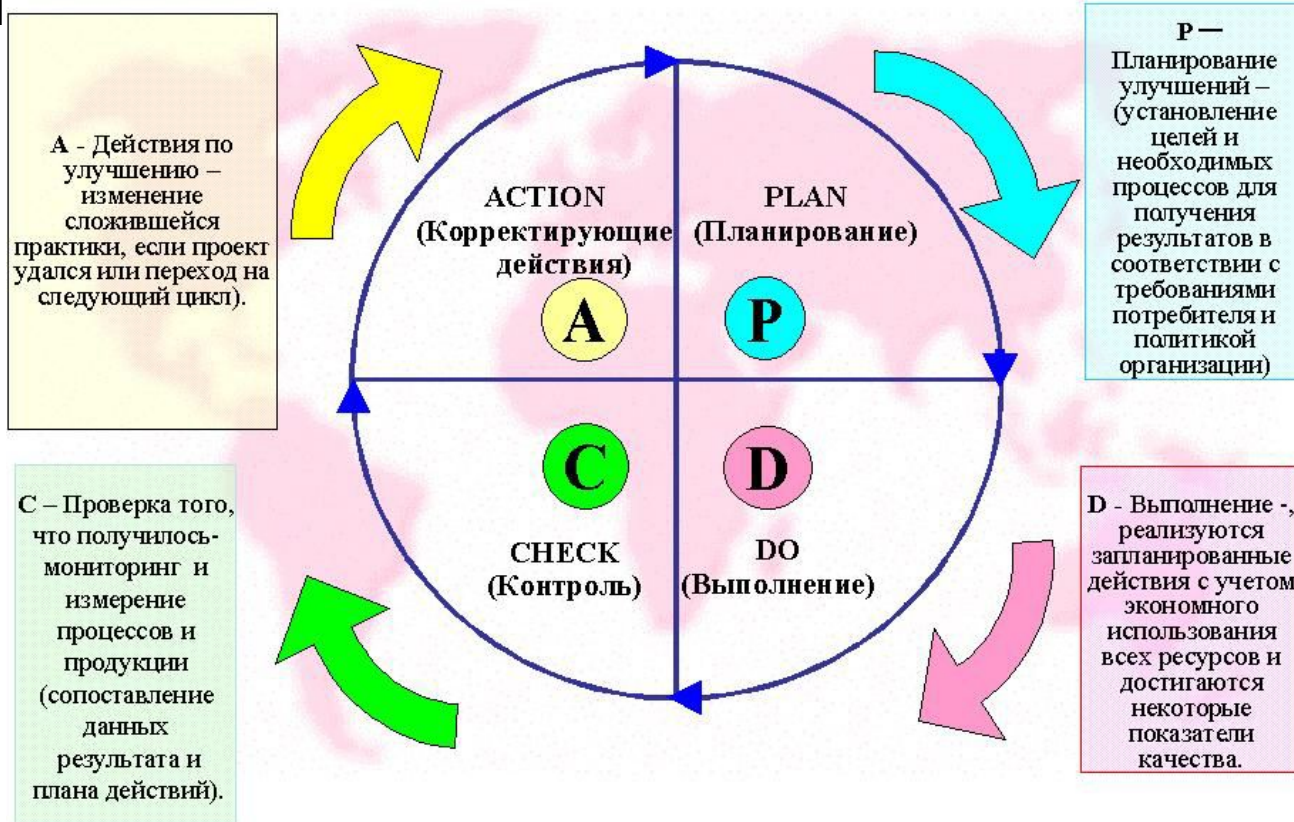 A - Действия по
улучшению –
изменение
сложившейся
практики, если проект
удался или переход на
следующий цикл).
ACTION
(Корректирующие
действия)
A
PLAN
(Планирование)
P
P —
Планирование
улучшений –
(установление
целей и
необходимых
процессов для
получения
результатов в
соответствии с
требованиями
потребителя и
политикой
организации)
C – Проверка того,
что получилось-
мониторинг и
измерение
процессов и
продукции
(сопоставление
данных
результата и
плана действий).
C
CHECK
(Контроль)
D
DO
(Выполнение)
D - Выполнение -,
реализуются
запланированные
действия с учетом
экономного
использования
всех ресурсов и
достигаются
некоторые
показатели
качества.